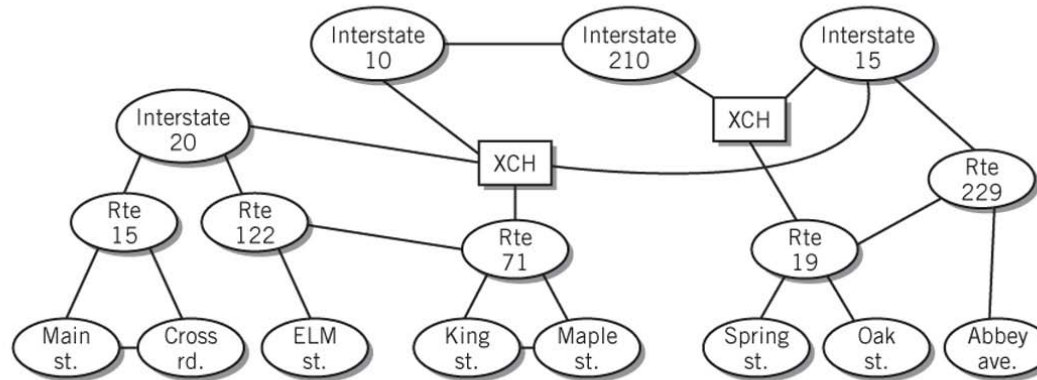 Interstate
10
Interstate
210
Interstate
15
XCH
Interstate
20
XCH
Rte
229
Rte
15
Rte
122
Rte
71
Rte
19
Main
st.
Cross
rd.
ELM
st.
King
st.
Maple
st.
Spring
st.
Oak
st.
Abbey
ave.